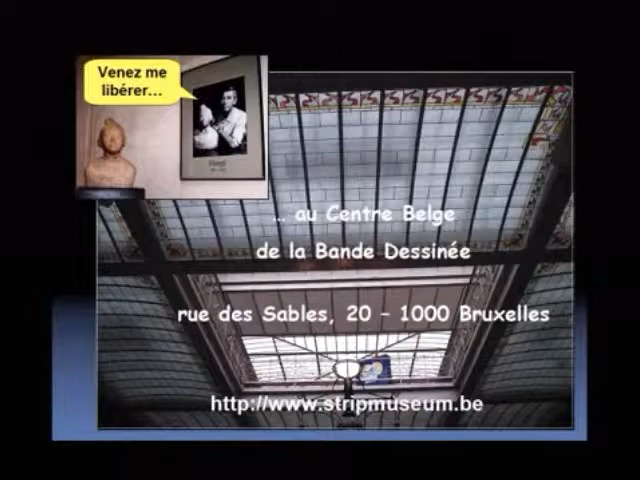 Venez me
libérer...
Hergé
... au Centre Belge
de la Bande Dessinée
rue des Sables, 20 - 1000 Bruxelles
http://www.stripmuseum.be